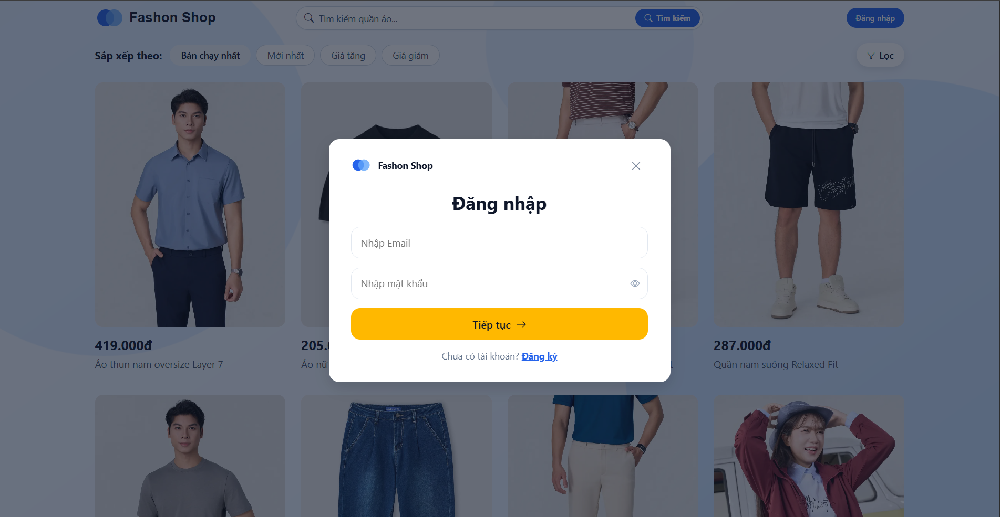 Fashon Shop
Tìm kiếm quần áo...
Tìm kiếm
Đăng nhập
Sắp xếp theo:
Bán chạy nhất
Mới nhất
Giá tăng
Giá giảm
Lọc
Fashon Shop
Đăng nhập
Nhập Email
Nhập mật khẩu
Tiếp tục →
Chưa có tài khoản? Đăng ký
419.000đ
205.
287.000đ
Áo thun nam oversize Layer 7
Áo nữ
Quần nam suông Relaxed Fit